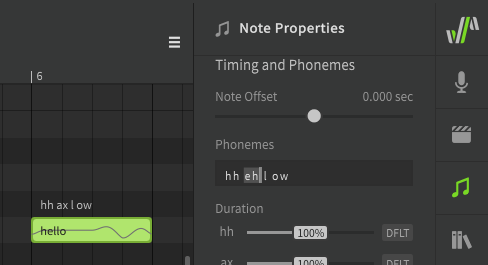 Note Properties
6
Timing and Phonemes
Note Offset 0.000 sec
Phonemes
hh eh l ow
hh ax l ow
hello
Duration
hh 100% DFLT
ax 100% DFLT